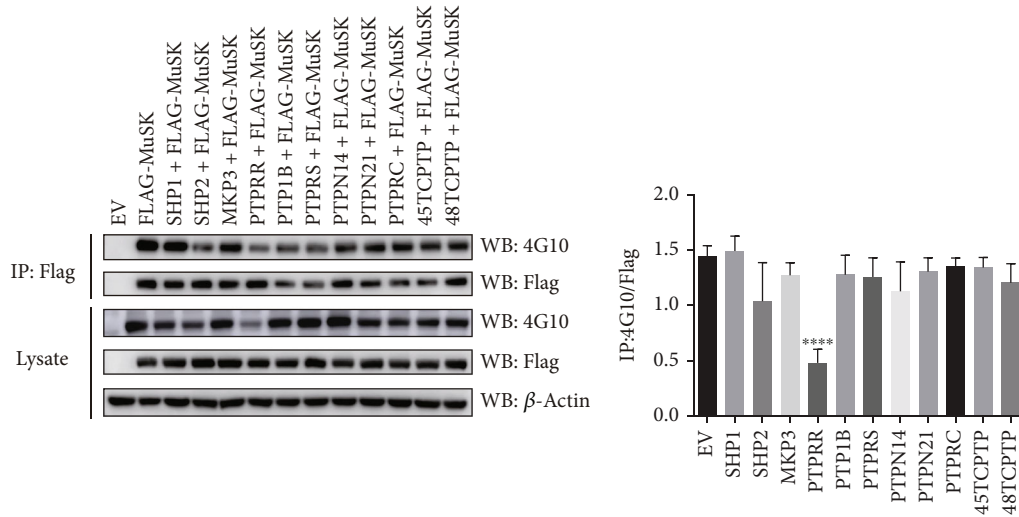 EV
FLAG-MuSK
SHP1 + FLAG-MuSK
SHP2 + FLAG-MuSK
MKP3 + FLAG-MuSK
PTPRR + FLAG-MuSK
PTP1B + FLAG-MuSK
PTPRS + FLAG-MuSK
PTPN14 + FLAG-MuSK
PTPN21 + FLAG-MuSK
PTPRC + FLAG-MuSK
45TCPTP + FLAG-MuSK
48TCPTP + FLAG-MuSK
IP: Flag
WB: 4G10
WB: Flag
Lysate
WB: 4G10
WB: Flag
WB: β-Actin
IP:4G10/Flag
2.0
1.5
1.0
0.5
0.0
****
EV
SHP1
SHP2
MKP3
PTPRR
PTP1B
PTPRS
PTPN14
PTPN21
PTPRC
45TCPTP
48TCPTP